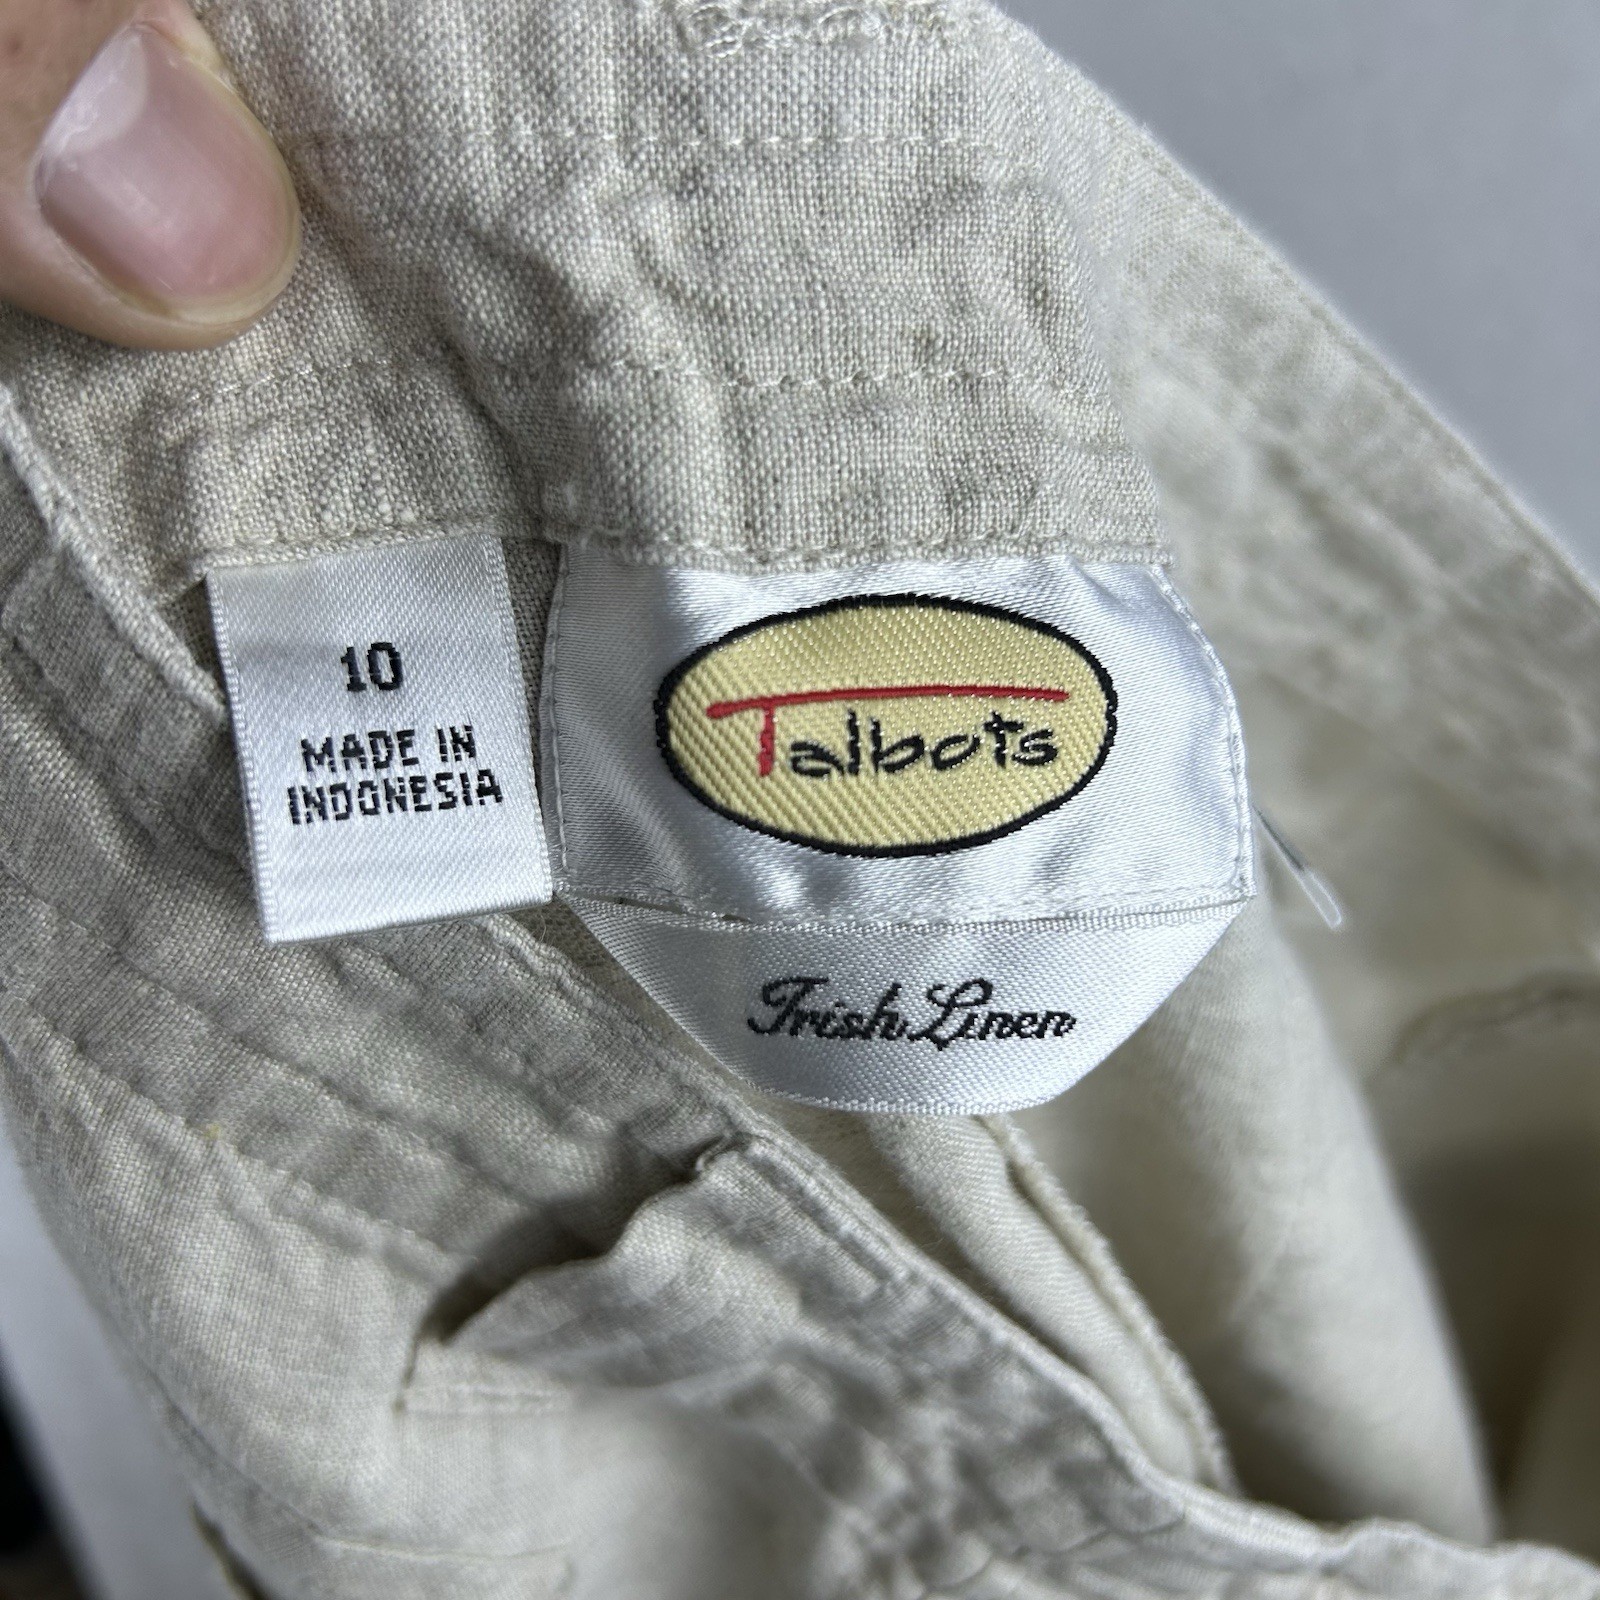 10
MADE IN
INDONESIA
Talbots
Irish Linen